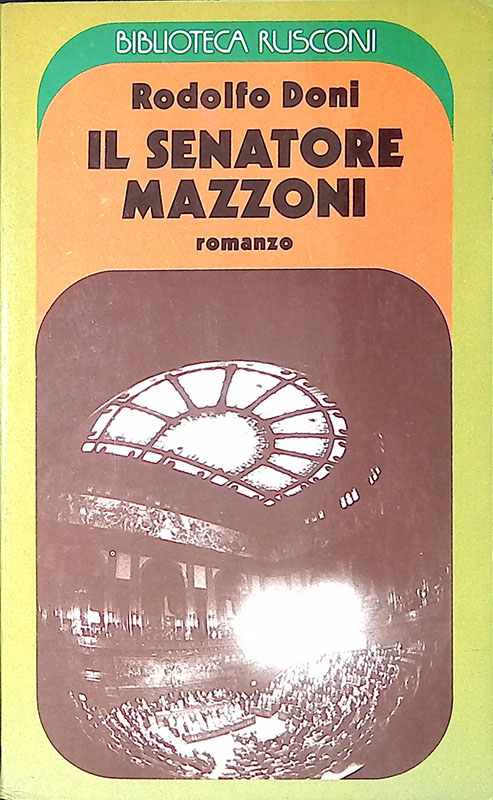 BIBLIOTECA RUSCONI
Rodolfo Doni
IL SENATORE
MAZZONI
romanzo